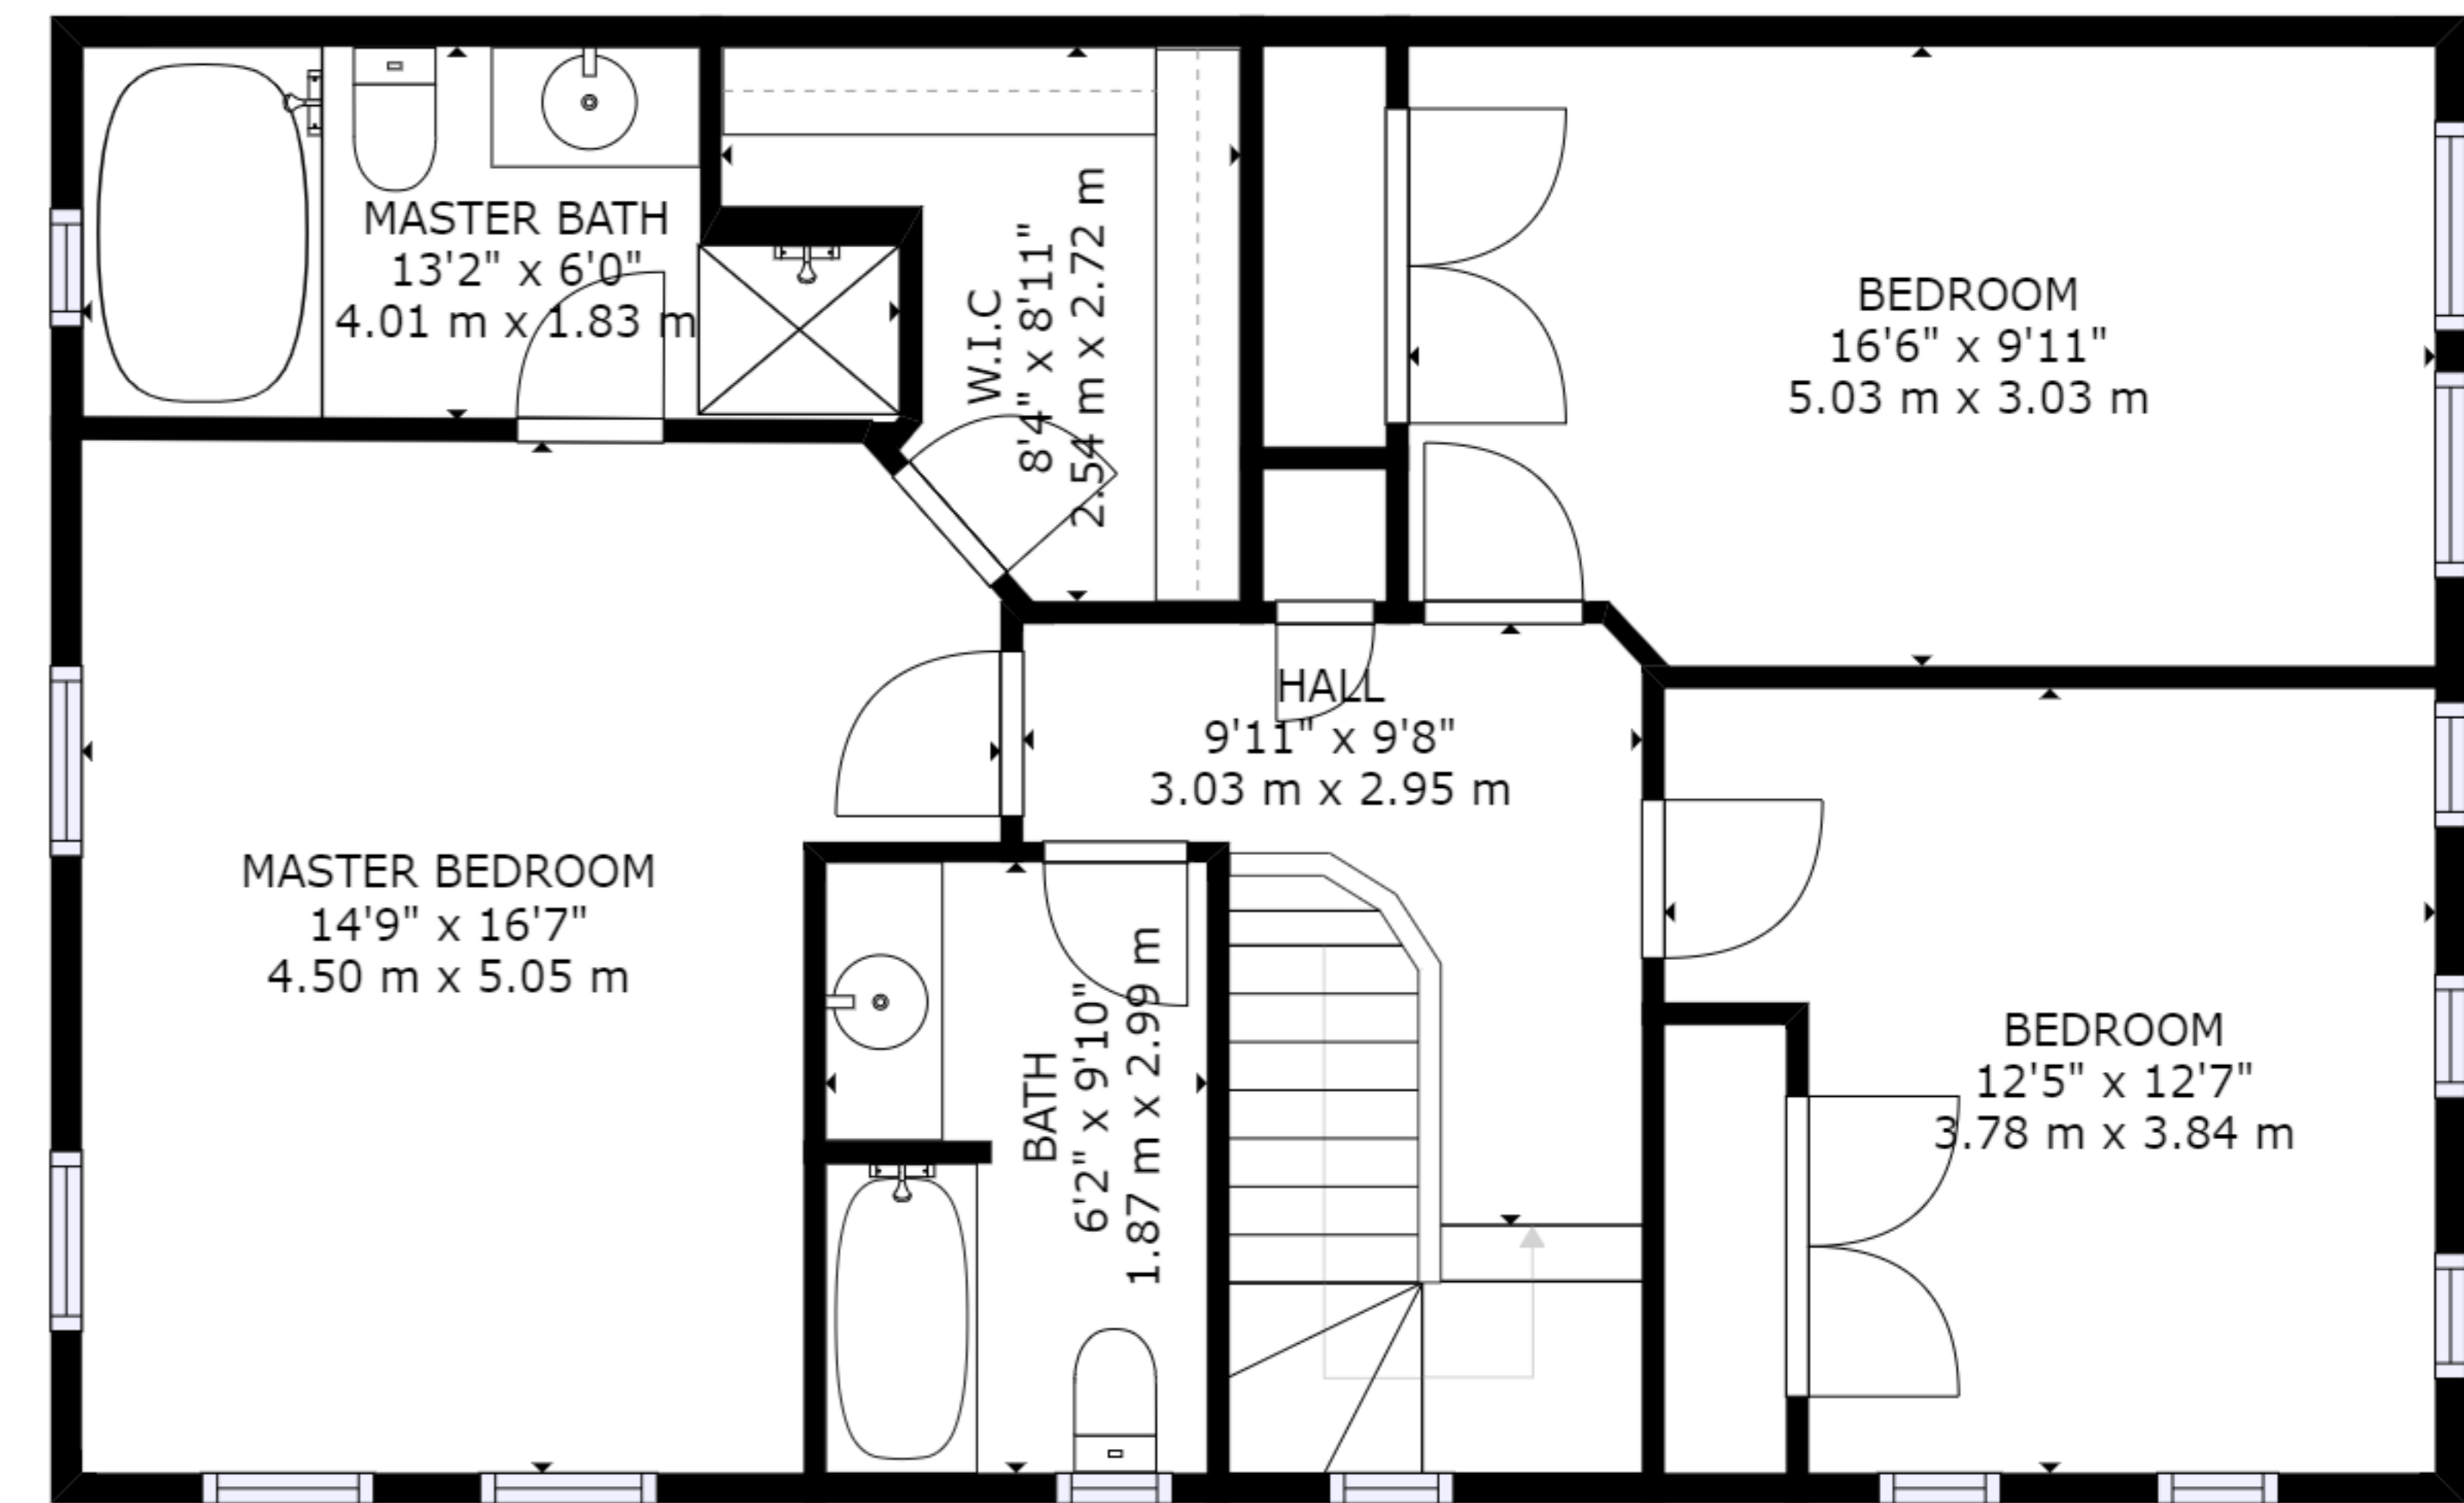 MASTER BATH
13'2" x 6'0"
4.01 m x 1.83 m
W.I.C
8'4" x 8'11"
2.54 m x 2.72 m
BEDROOM
16'6" x 9'11"
5.03 m x 3.03 m
HALL
9'11" x 9'8"
3.03 m x 2.95 m
MASTER BEDROOM
14'9" x 16'7"
4.50 m x 5.05 m
BATH
6'2" x 9'10"
1.87 m x 2.99 m
BEDROOM
12'5" x 12'7"
3.78 m x 3.84 m